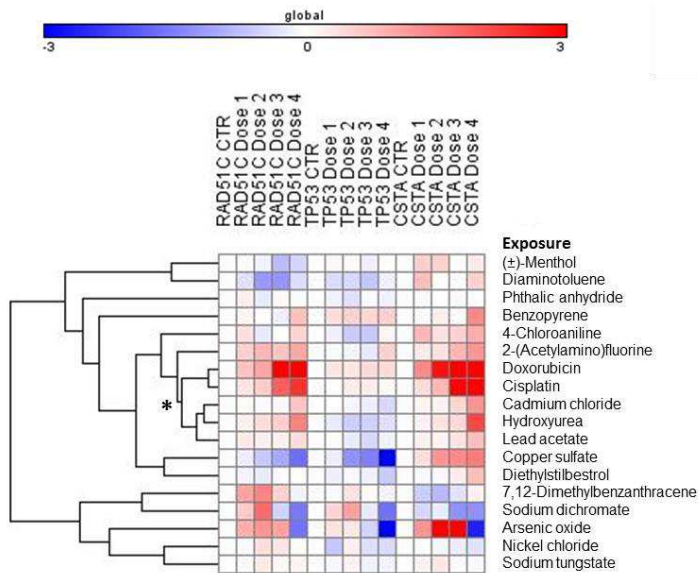 global
-3 0 3
RAD51C CTR
RAD51C Dose 1
RAD51C Dose 2
RAD51C Dose 3
RAD51C Dose 4
TP53 CTR
TP53 Dose 1
TP53 Dose 2
TP53 Dose 3
TP53 Dose 4
CSTA CTR
CSTA Dose 1
CSTA Dose 2
CSTA Dose 3
CSTA Dose 4
Exposure
(±)-Menthol
Diaminotoluene
Phthalic anhydride
Benzopyrene
4-Chloroaniline
2-(Acetylamino)fluorine
Doxorubicin
Cisplatin
*
Cadmium chloride
Hydroxyurea
Lead acetate
Copper sulfate
Diethylstilbestrol
7,12-Dimethylbenzanthracene
Sodium dichromate
Arsenic oxide
Nickel chloride
Sodium tungstate